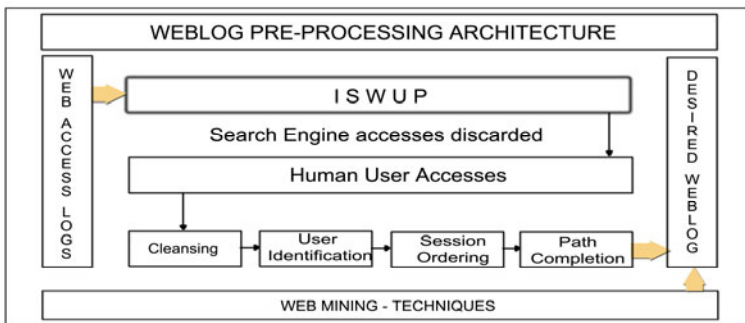 WEBLOG PRE-PROCESSING ARCHITECTURE
WEB ACCESS LOGS
I S W U P
Search Engine accesses discarded
Human User Accesses
Cleansing
User
Identification
Session
Ordering
Path
Completion
DESIRED WEBLOG
WEB MINING - TECHNIQUES